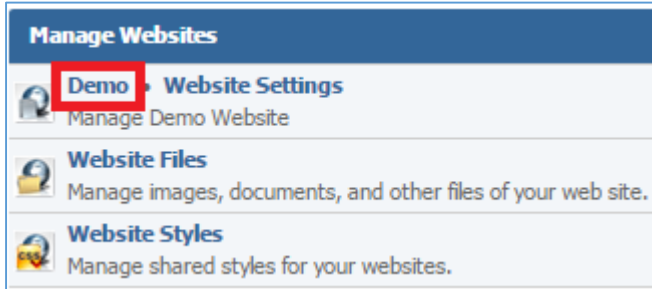 Manage Websites
Demo • Website Settings
Manage Demo Website
Website Files
Manage images, documents, and other files of your web site.
Website Styles
css
Manage shared styles for your websites.